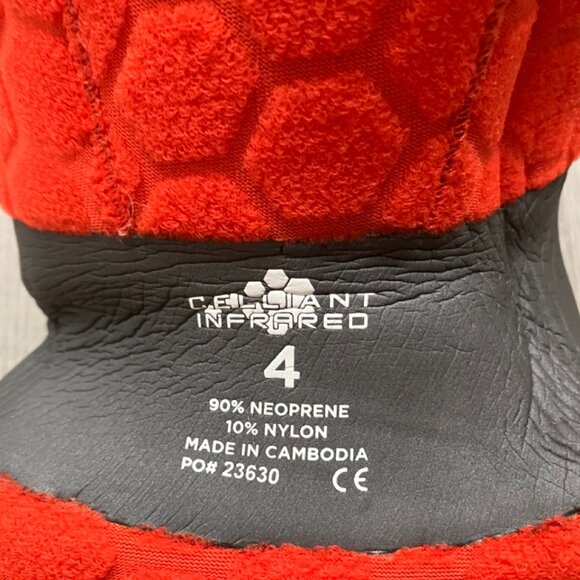 CELLIANT
INFRARED
4
90% NEOPRENE
10% NYLON
MADE IN CAMBODIA
PO# 23630 CE